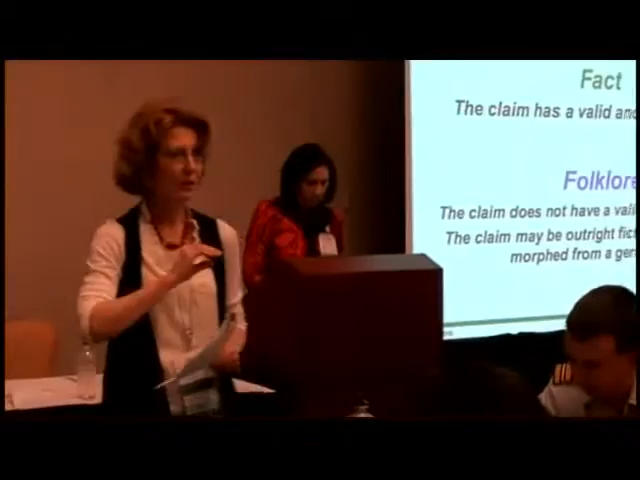 Fact
The claim has a valid and
Folklore
The claim does not have a vali
The claim may be outright fic
morphed from a ger